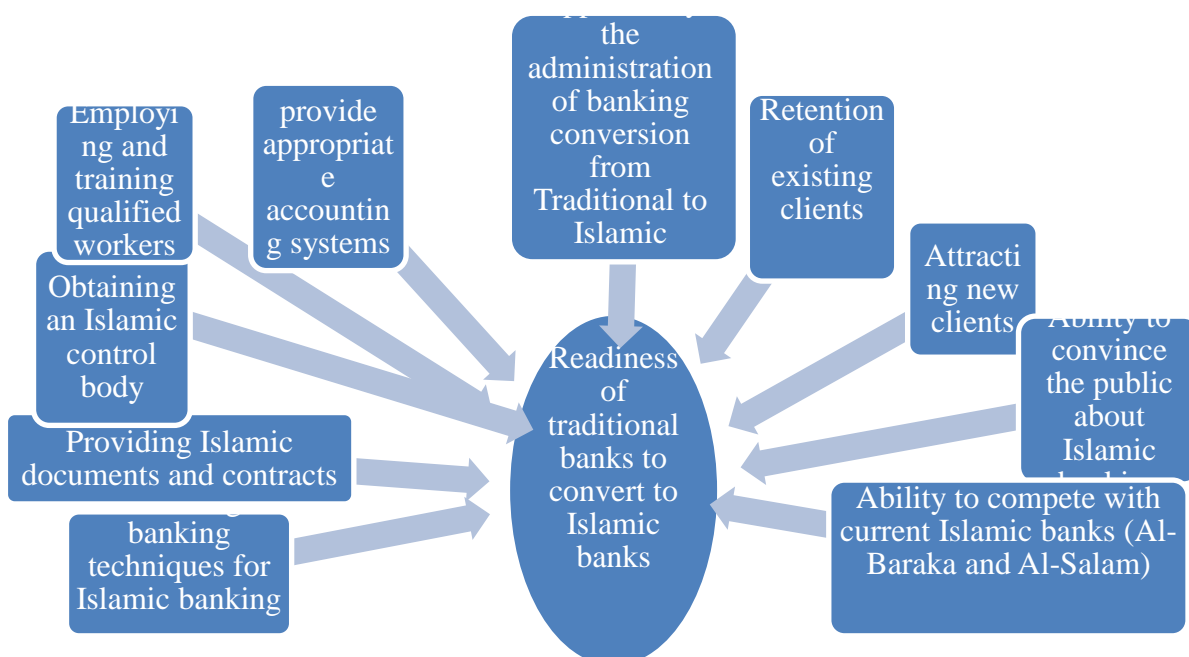 the
administration
of banking
conversion
from
Traditional to
Islamic
provide
appropriat
e
accountin
g systems
Employi
ng and
training
qualified
workers
Obtaining
an Islamic
control
body
Providing Islamic
documents and contracts
banking
techniques for
Islamic banking
Retention
of
existing
clients
Attracti
ng new
clients
Ability to
convince
the public
about
Islamic
Ability to compete with
current Islamic banks (Al-
Baraka and Al-Salam)
Readiness
of
traditional
banks to
convert to
Islamic
banks